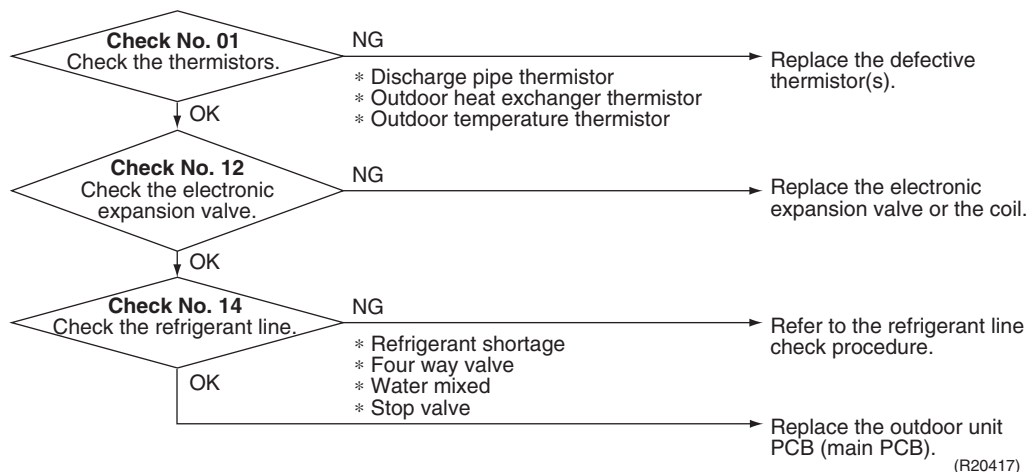 Check No. 01
Check the thermistors.
NG
∗ Discharge pipe thermistor
∗ Outdoor heat exchanger thermistor
∗ Outdoor temperature thermistor
Replace the defective
thermistor(s).
OK
Check No. 12
Check the electronic
expansion valve.
NG
Replace the electronic
expansion valve or the coil.
OK
Check No. 14
Check the refrigerant line.
NG
∗ Refrigerant shortage
∗ Four way valve
∗ Water mixed
∗ Stop valve
Refer to the refrigerant line
check procedure.
OK
Replace the outdoor unit
PCB (main PCB).
(R20417)